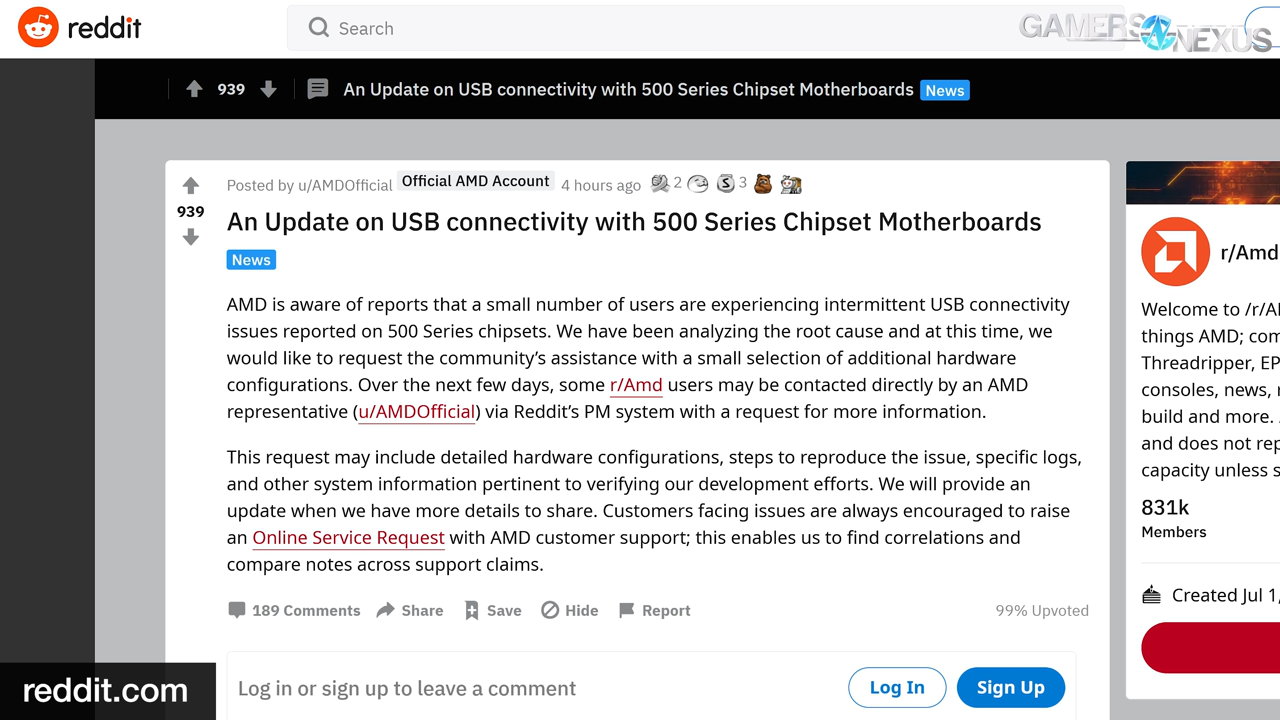 reddit
Search
GAMERS NEXUS
939
An Update on USB connectivity with 500 Series Chipset Motherboards
News
Posted by u/AMDOfficial
Official AMD Account
4 hours ago
2
3
939
An Update on USB connectivity with 500 Series Chipset Motherboards
News
AMD is aware of reports that a small number of users are experiencing intermittent USB connectivity
issues reported on 500 Series chipsets. We have been analyzing the root cause and at this time, we
would like to request the community’s assistance with a small selection of additional hardware
configurations. Over the next few days, some r/Amd users may be contacted directly by an AMD
representative (u/AMDOfficial) via Reddit’s PM system with a request for more information.
This request may include detailed hardware configurations, steps to reproduce the issue, specific logs,
and other system information pertinent to verifying our development efforts. We will provide an
update when we have more details to share. Customers facing issues are always encouraged to raise
an Online Service Request with AMD customer support; this enables us to find correlations and
compare notes across support claims.
189 Comments
Share
Save
Hide
Report
99% Upvoted
Log in or sign up to leave a comment
Log In
Sign Up
r/Amd
Welcome to /r/A
things AMD; com
Threadripper, EP
consoles, news,
build and more.
and does not rep
capacity unless s
831k
Members
Created Jul 1,
reddit.com